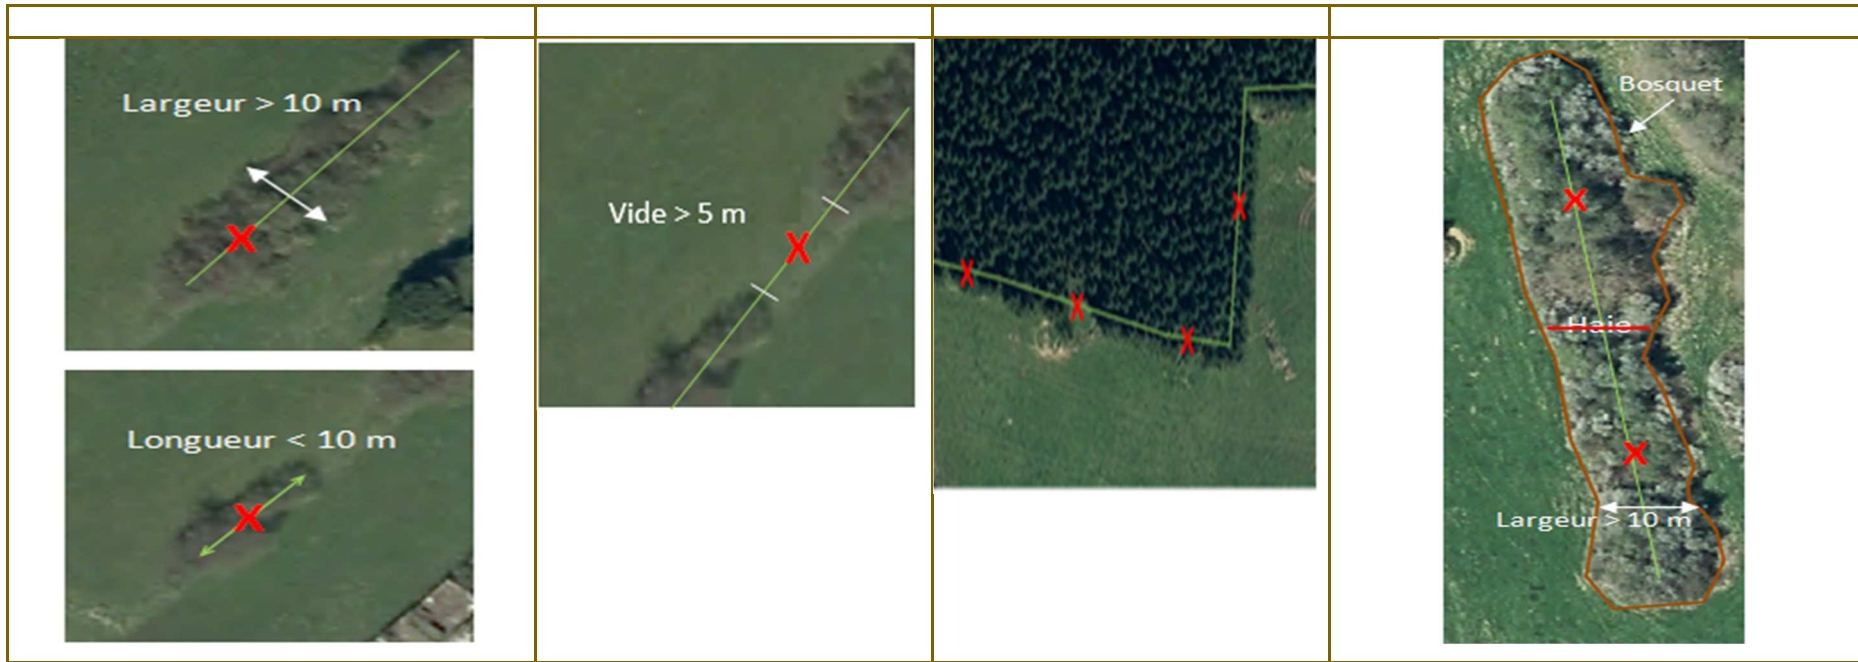 Largeur > 10 m
Longueur < 10 m
Vide > 5 m
Bosquet
Haie
Largeur > 10 m